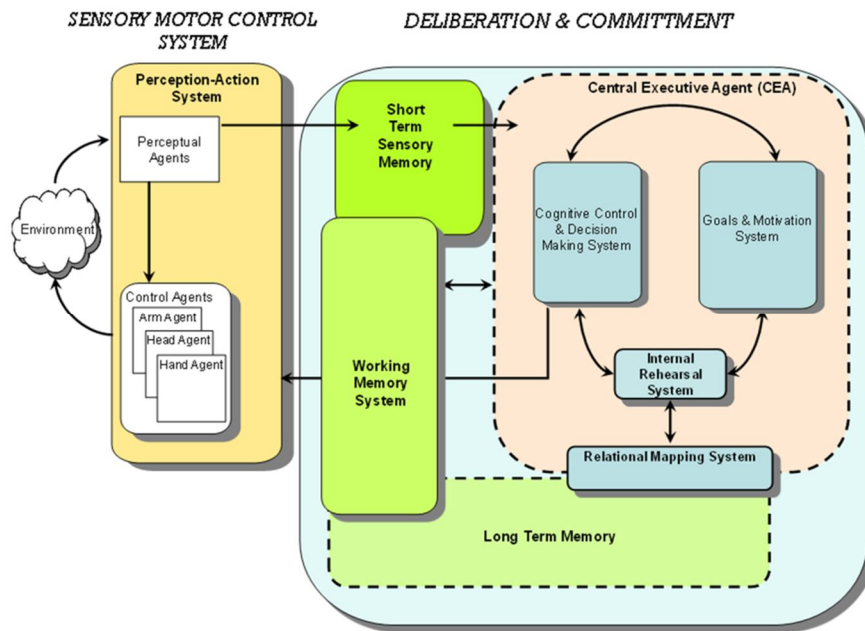 SENSORY MOTOR CONTROL
SYSTEM
DELIBERATION & COMMITTMENT
Perception-Action
System
Perceptual
Agents
Environment
Control Agents
Arm Agent
Head Agent
Hand Agent
Short
Term
Sensory
Memory
Working
Memory
System
Central Executive Agent (CEA)
Cognitive Control
& Decision
Making System
Goals & Motivation
System
Internal
Rehearsal
System
Relational Mapping System
Long Term Memory